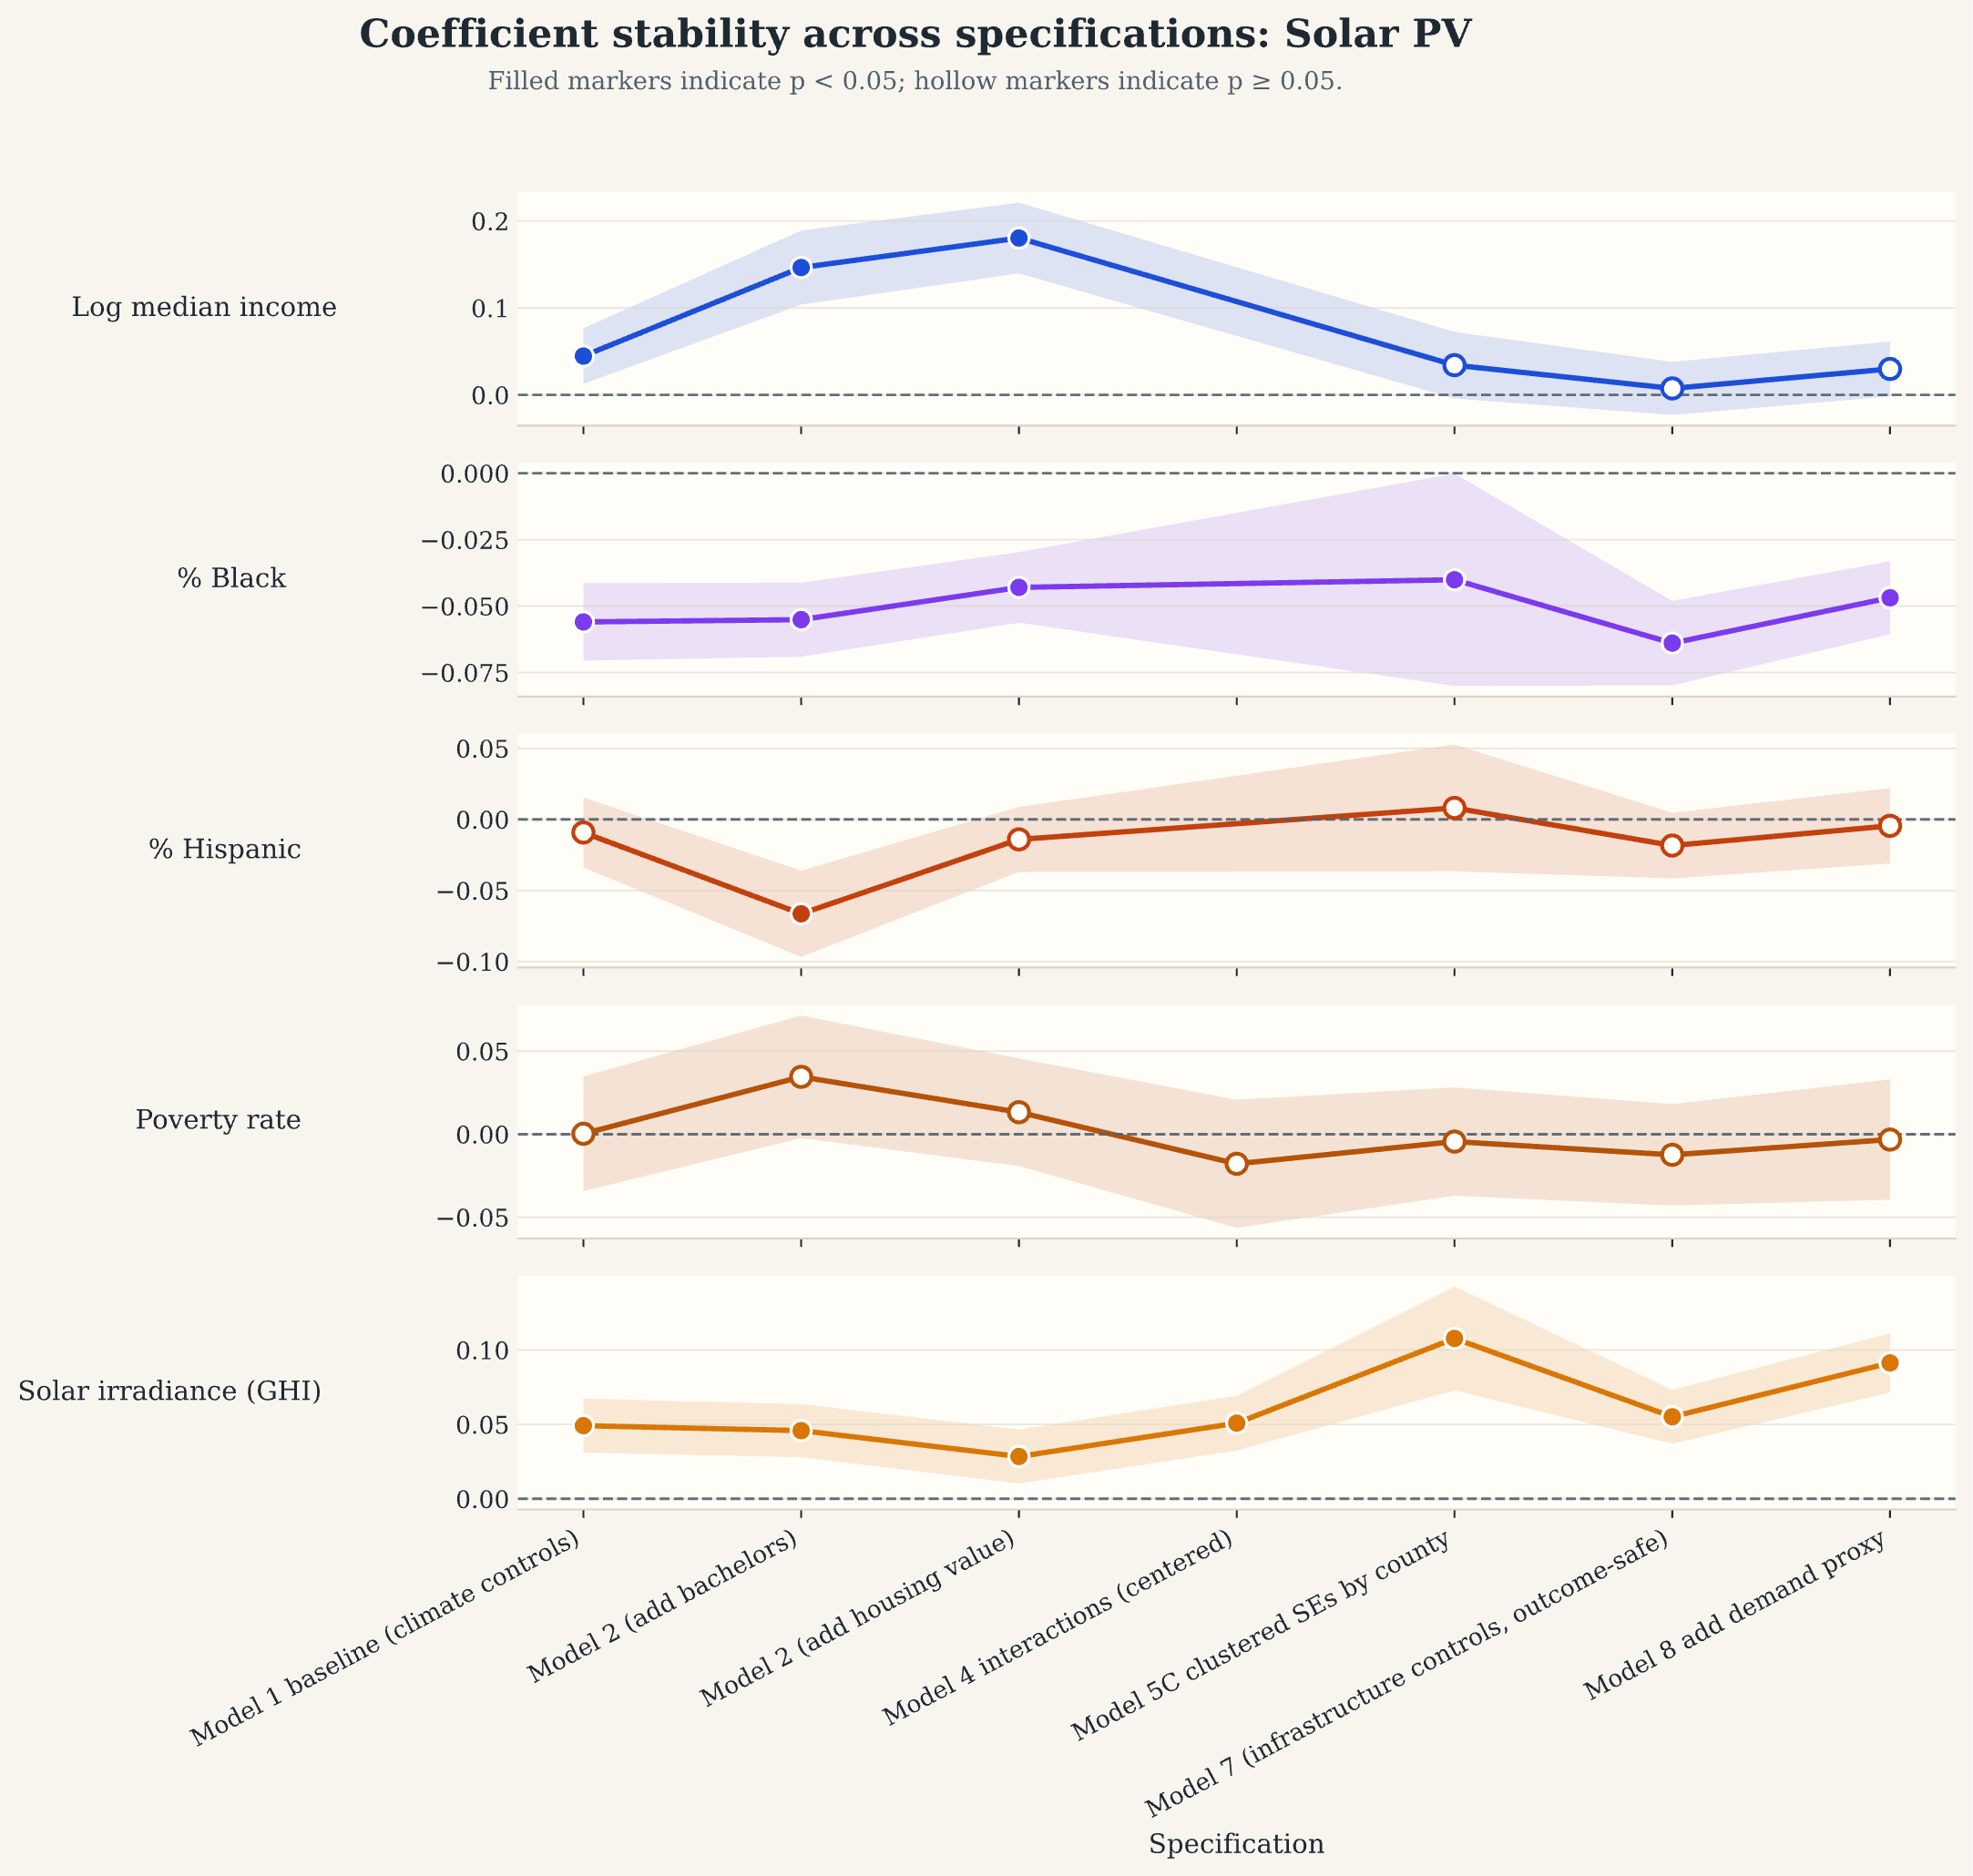 Coefficient stability across specifications: Solar PV
Filled markers indicate p < 0.05; hollow markers indicate p ≥ 0.05.
Log median income
0.2
0.1
0.0
% Black
0.000
−0.025
−0.050
−0.075
% Hispanic
0.05
0.00
−0.05
−0.10
Poverty rate
0.05
0.00
−0.05
Solar irradiance (GHI)
0.10
0.05
0.00
Model 1 baseline (climate controls)
Model 2 (add bachelors)
Model 2 (add housing value)
Model 4 interactions (centered)
Model 5C clustered SEs by county
Model 7 (infrastructure controls, outcome-safe)
Model 8 add demand proxy
Specification